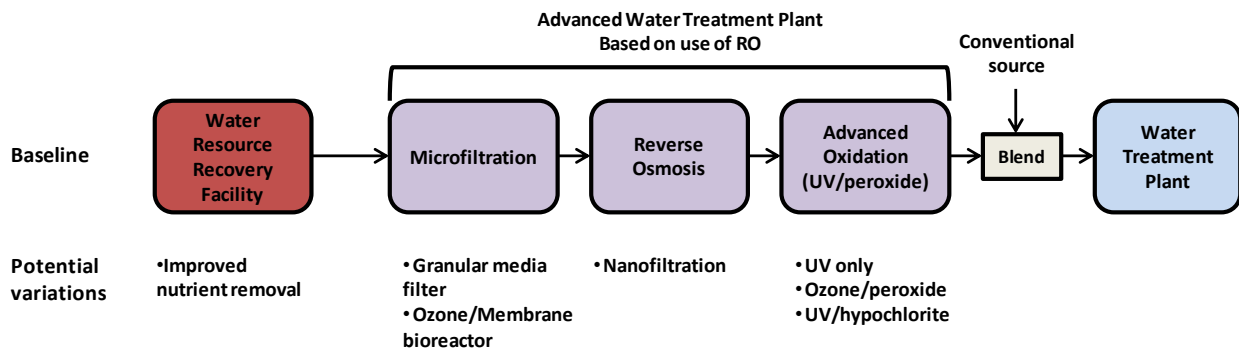 Advanced Water Treatment Plant
Based on use of RO
Conventional
source
Baseline
Water
Resource
Recovery
Facility
Microfiltration
Reverse
Osmosis
Advanced
Oxidation
(UV/peroxide)
Blend
Water
Treatment
Plant
Potential
variations
•Improved
nutrient removal
• Granular media
filter
• Ozone/Membrane
bioreactor
• Nanofiltration
• UV only
• Ozone/peroxide
• UV/hypochlorite